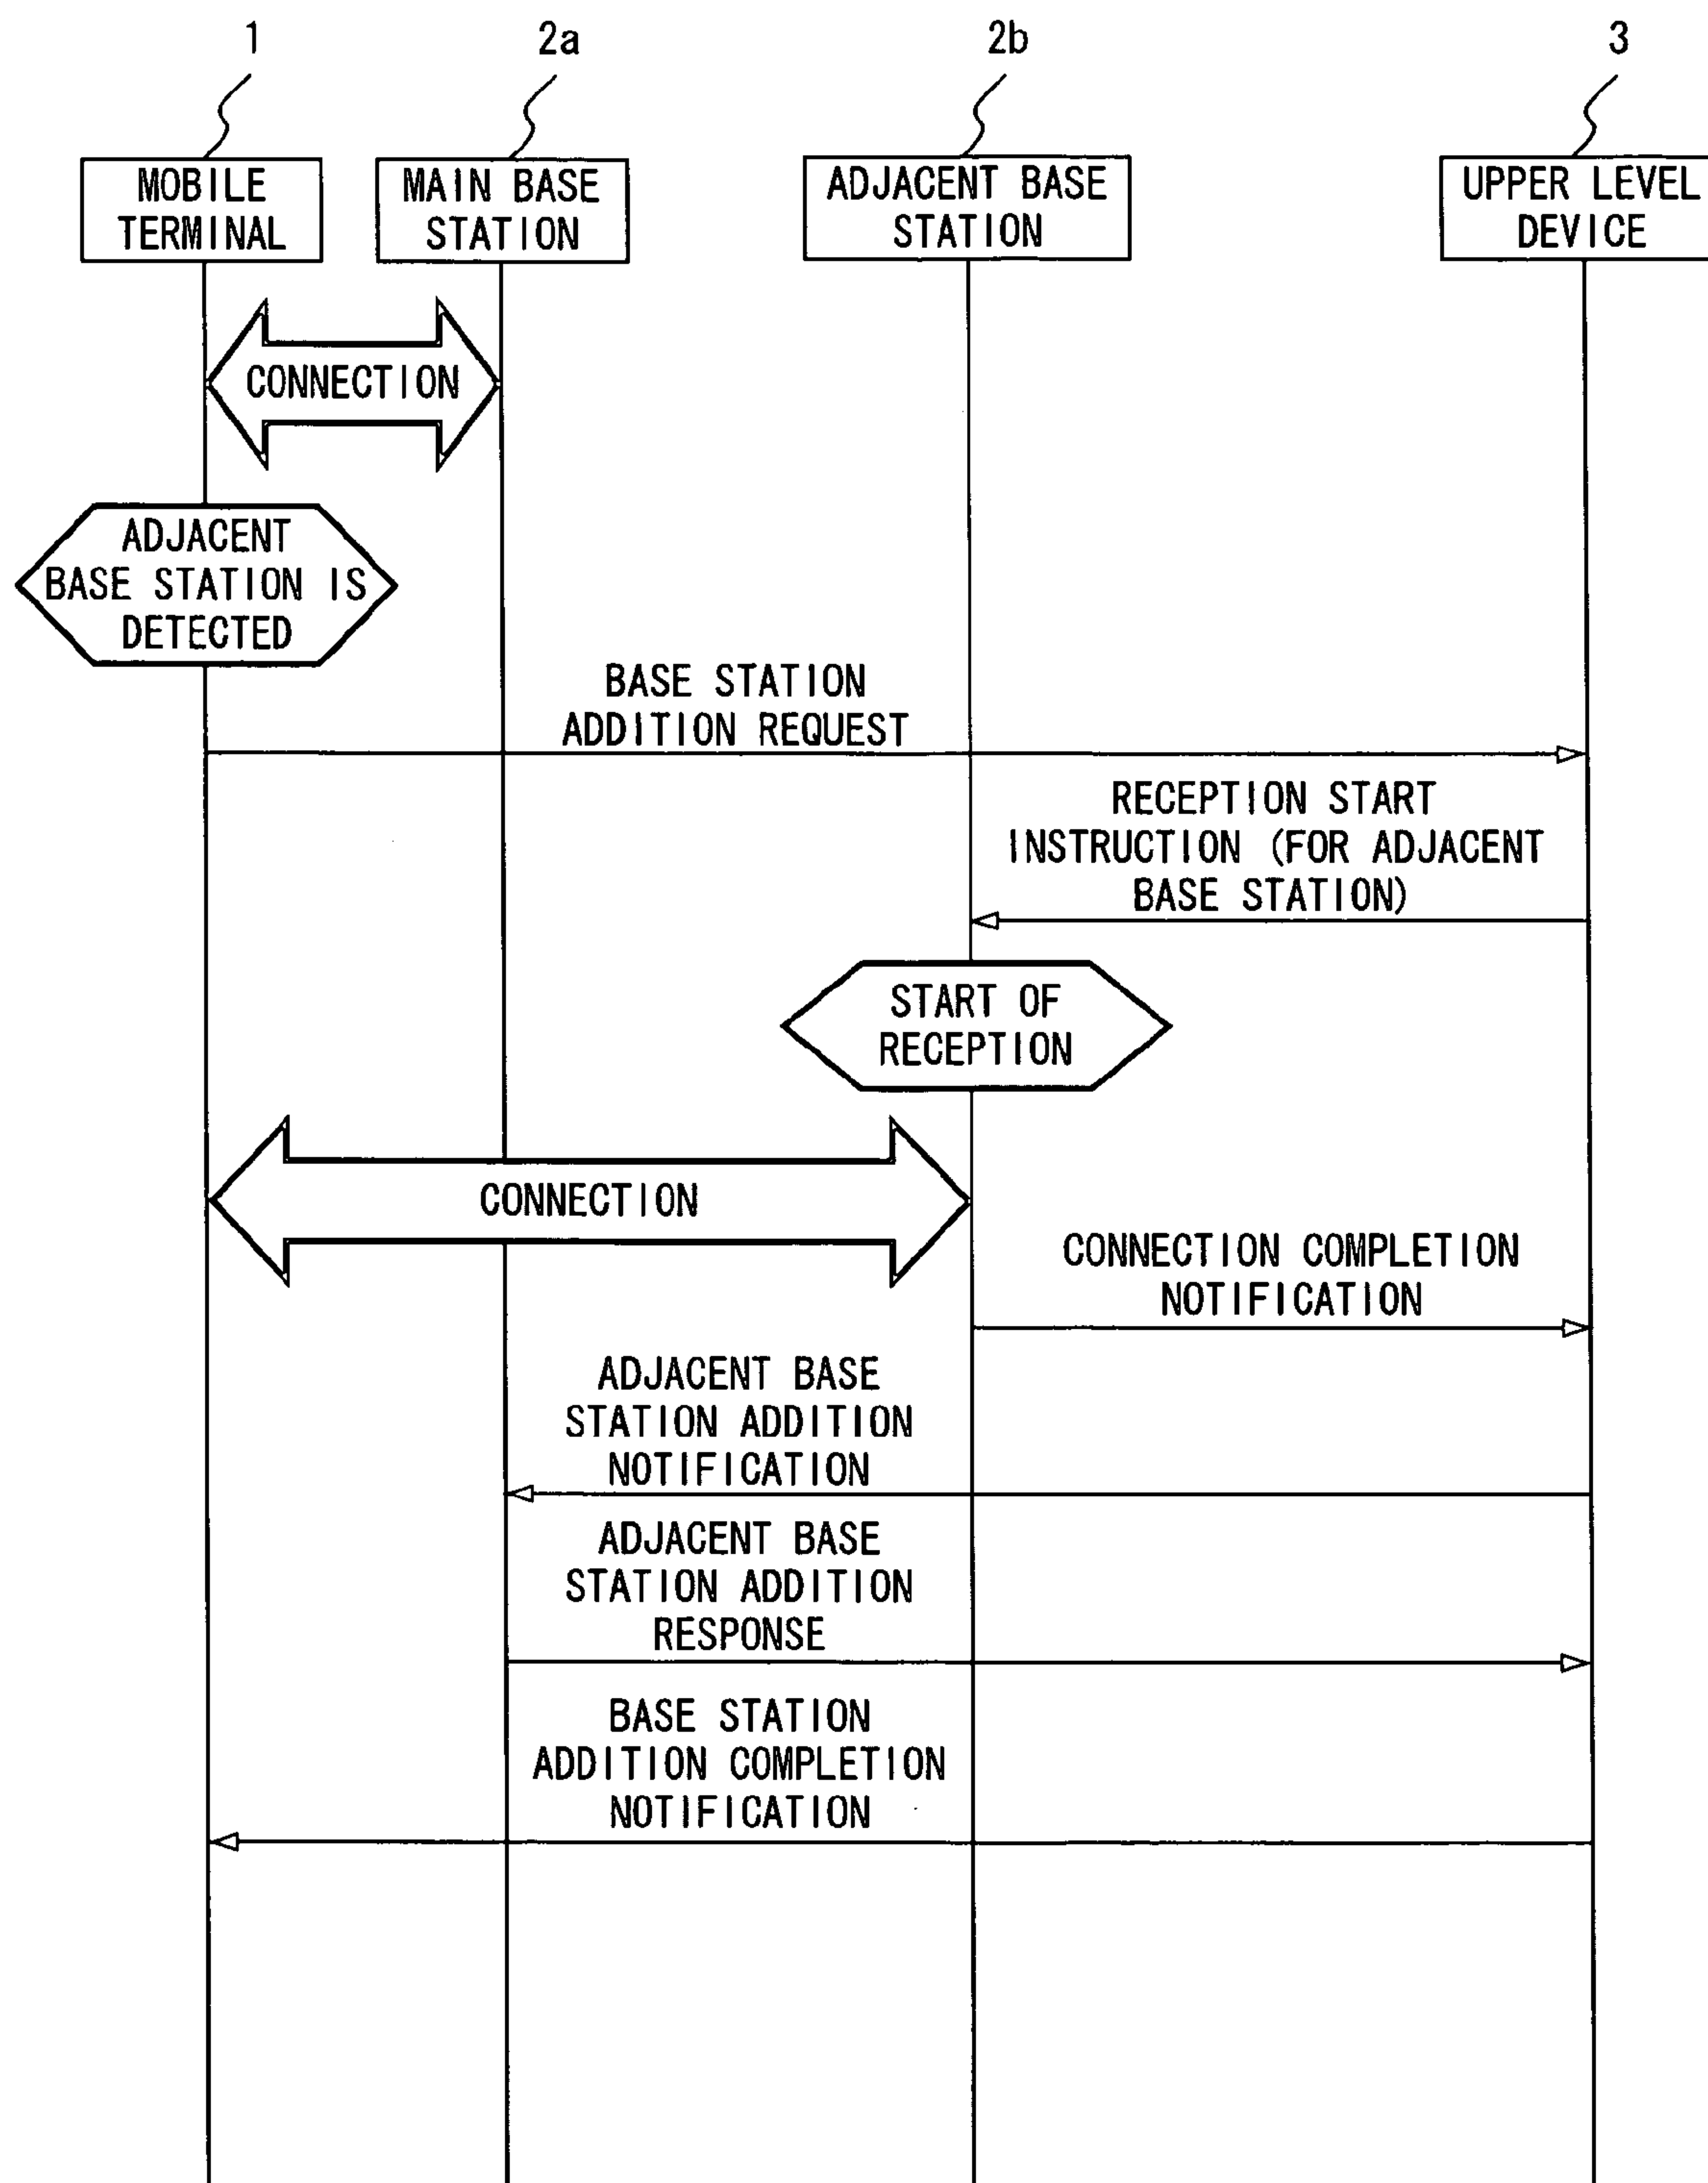 1
2a
2b
3
MOBILE
TERMINAL
MAIN BASE
STATION
ADJACENT BASE
STATION
UPPER LEVEL
DEVICE
CONNECTION
ADJACENT
BASE STATION IS
DETECTED
BASE STATION
ADDITION REQUEST
RECEPTION START
INSTRUCTION (FOR ADJACENT
BASE STATION)
START OF
RECEPTION
CONNECTION
CONNECTION COMPLETION
NOTIFICATION
ADJACENT BASE
STATION ADDITION
NOTIFICATION
ADJACENT BASE
STATION ADDITION
RESPONSE
BASE STATION
ADDITION COMPLETION
NOTIFICATION